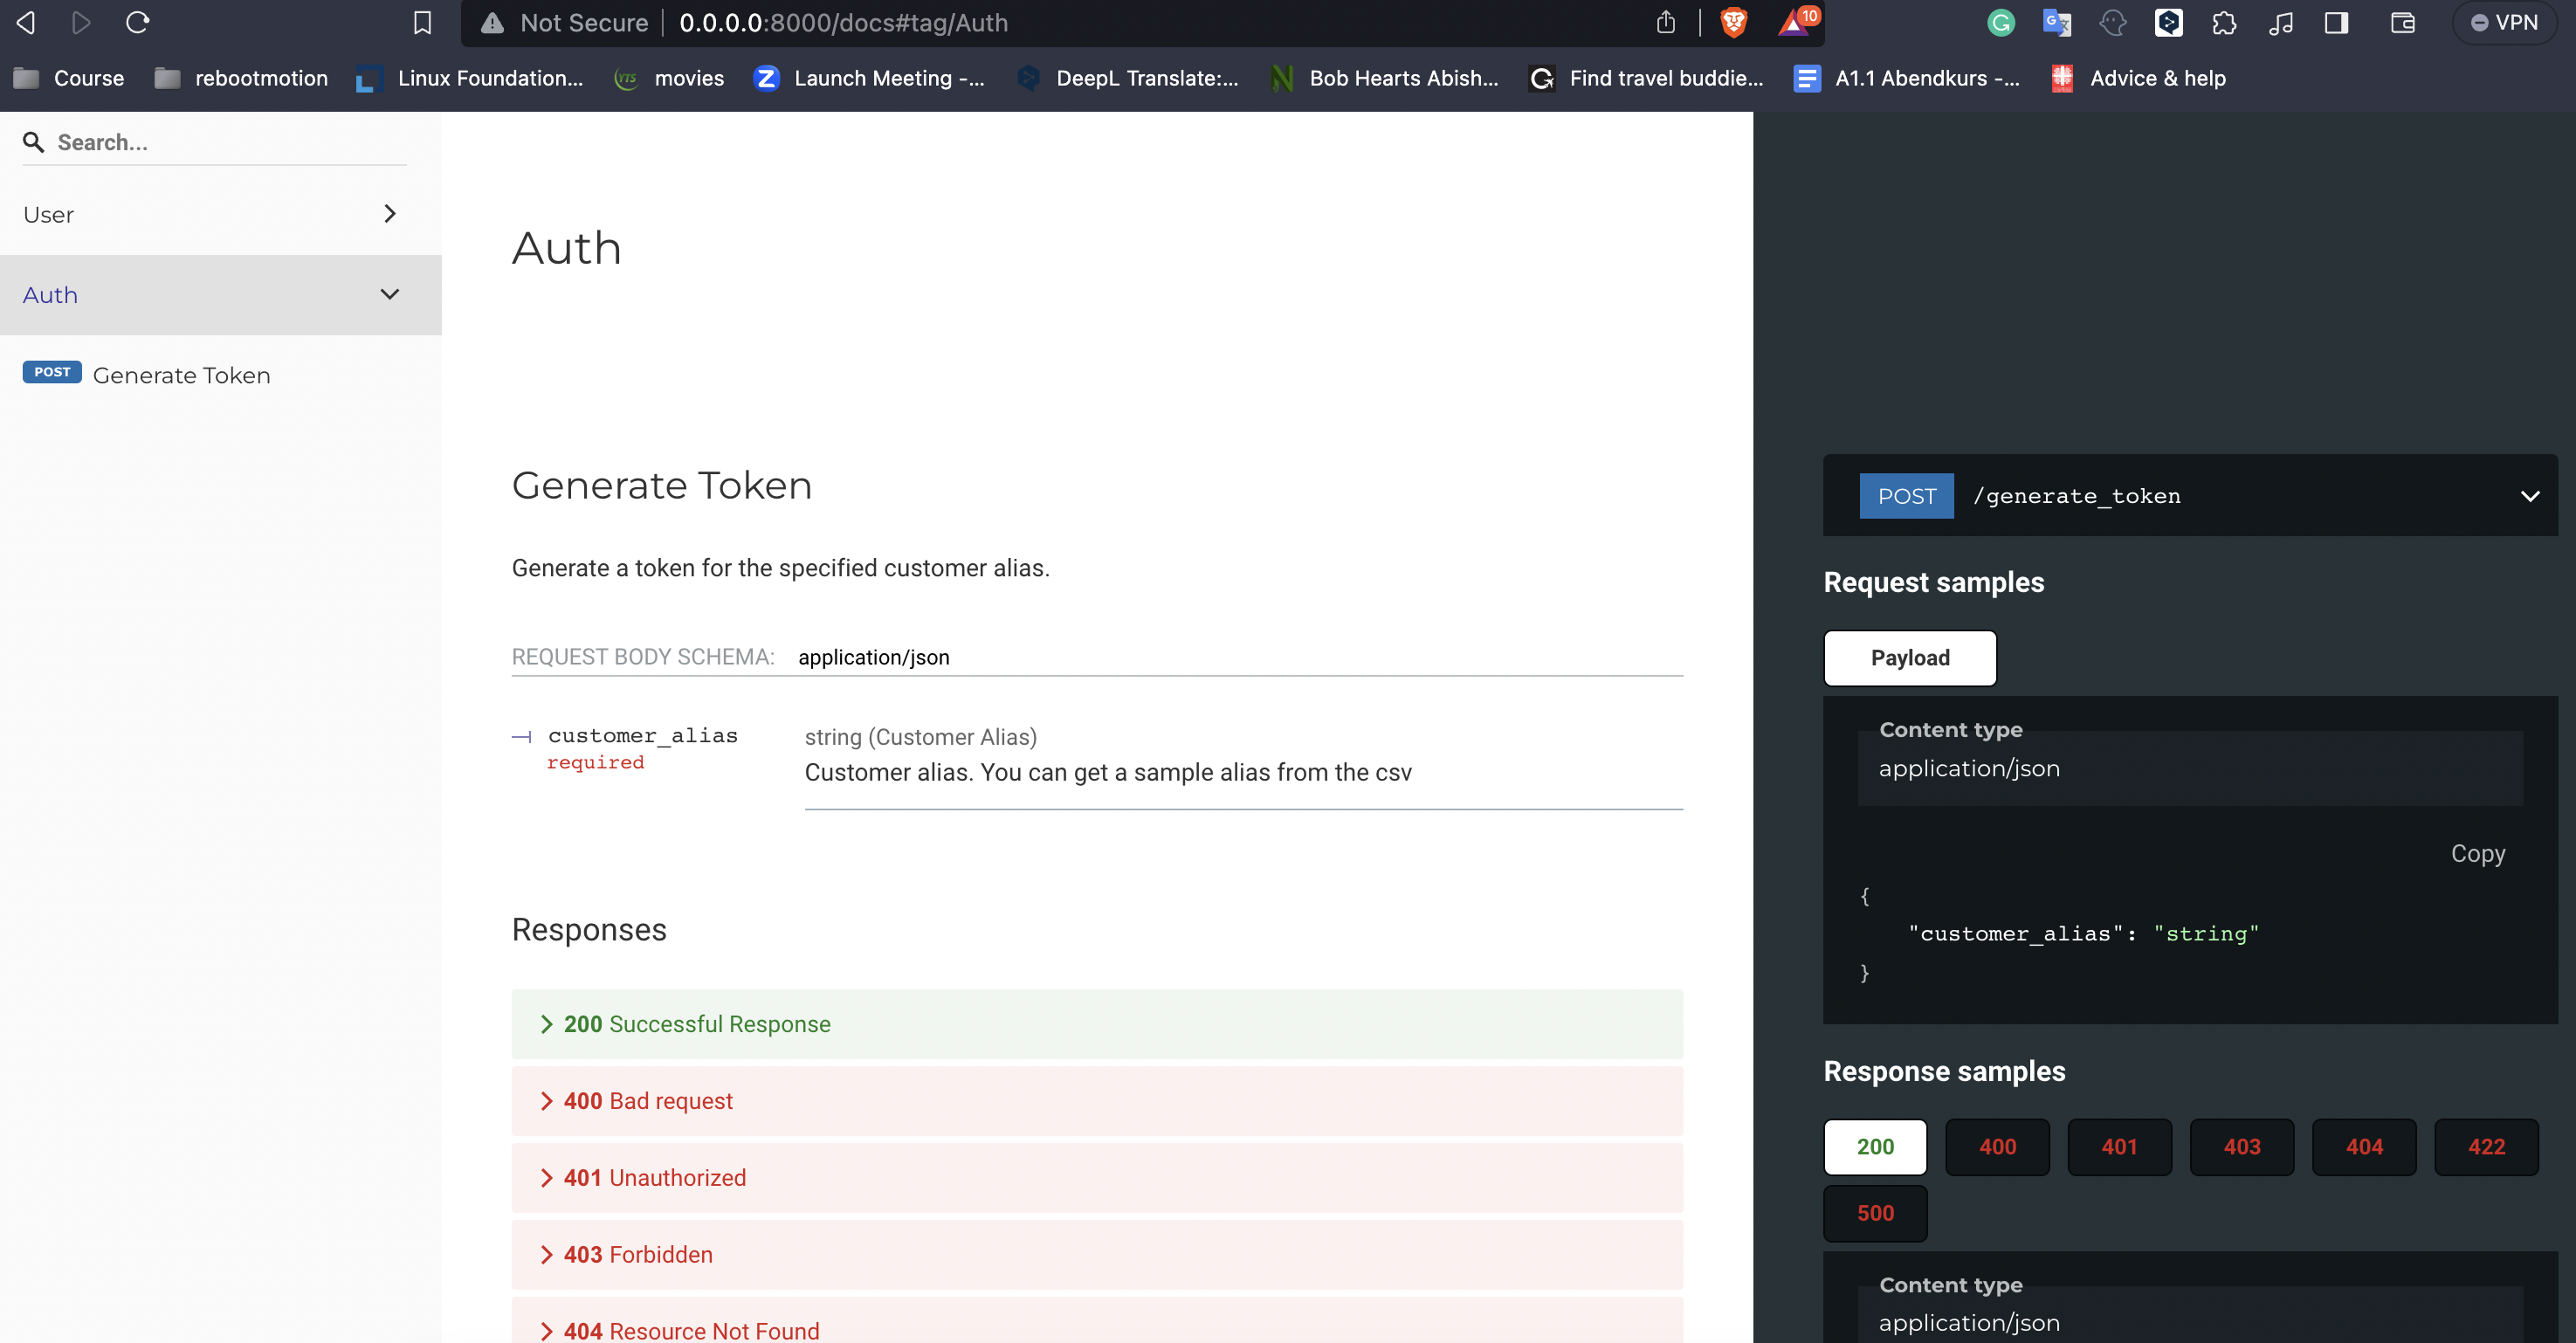 Not Secure | 0.0.0.0:8000/docs#tag/Auth
10
VPN
Course
rebootmotion
Linux Foundation...
YTS
movies
Launch Meeting -...
DeepL Translate:...
Bob Hearts Abish...
Find travel buddie...
A1.1 Abendkurs -...
Advice & help
Search...
User
Auth
POST Generate Token
Auth
Generate Token
Generate a token for the specified customer alias.
REQUEST BODY SCHEMA: application/json
customer_alias
required
string (Customer Alias)
Customer alias. You can get a sample alias from the csv
Responses
200 Successful Response
400 Bad request
401 Unauthorized
403 Forbidden
404 Resource Not Found
POST /generate_token
Request samples
Payload
Content type
application/json
Copy
{
"customer_alias": "string"
}
Response samples
200 400 401 403 404 422
500
Content type
application/json